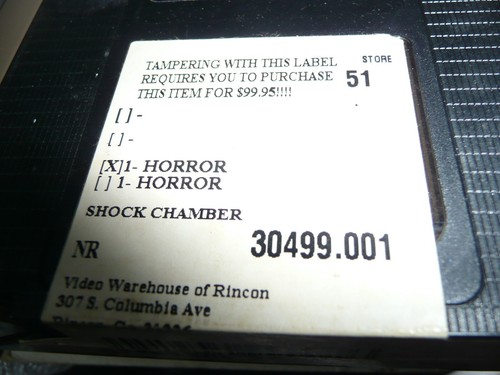 TAMPERING WITH THIS LABEL
REQUIRES YOU TO PURCHASE
THIS ITEM FOR $99.95!!!!
STORE
51
[ ] -
[ ] -
[X]1- HORROR
[ ] 1- HORROR
SHOCK CHAMBER
NR
30499.001
Video Warehouse of Rincon
307 S. Columbia Ave